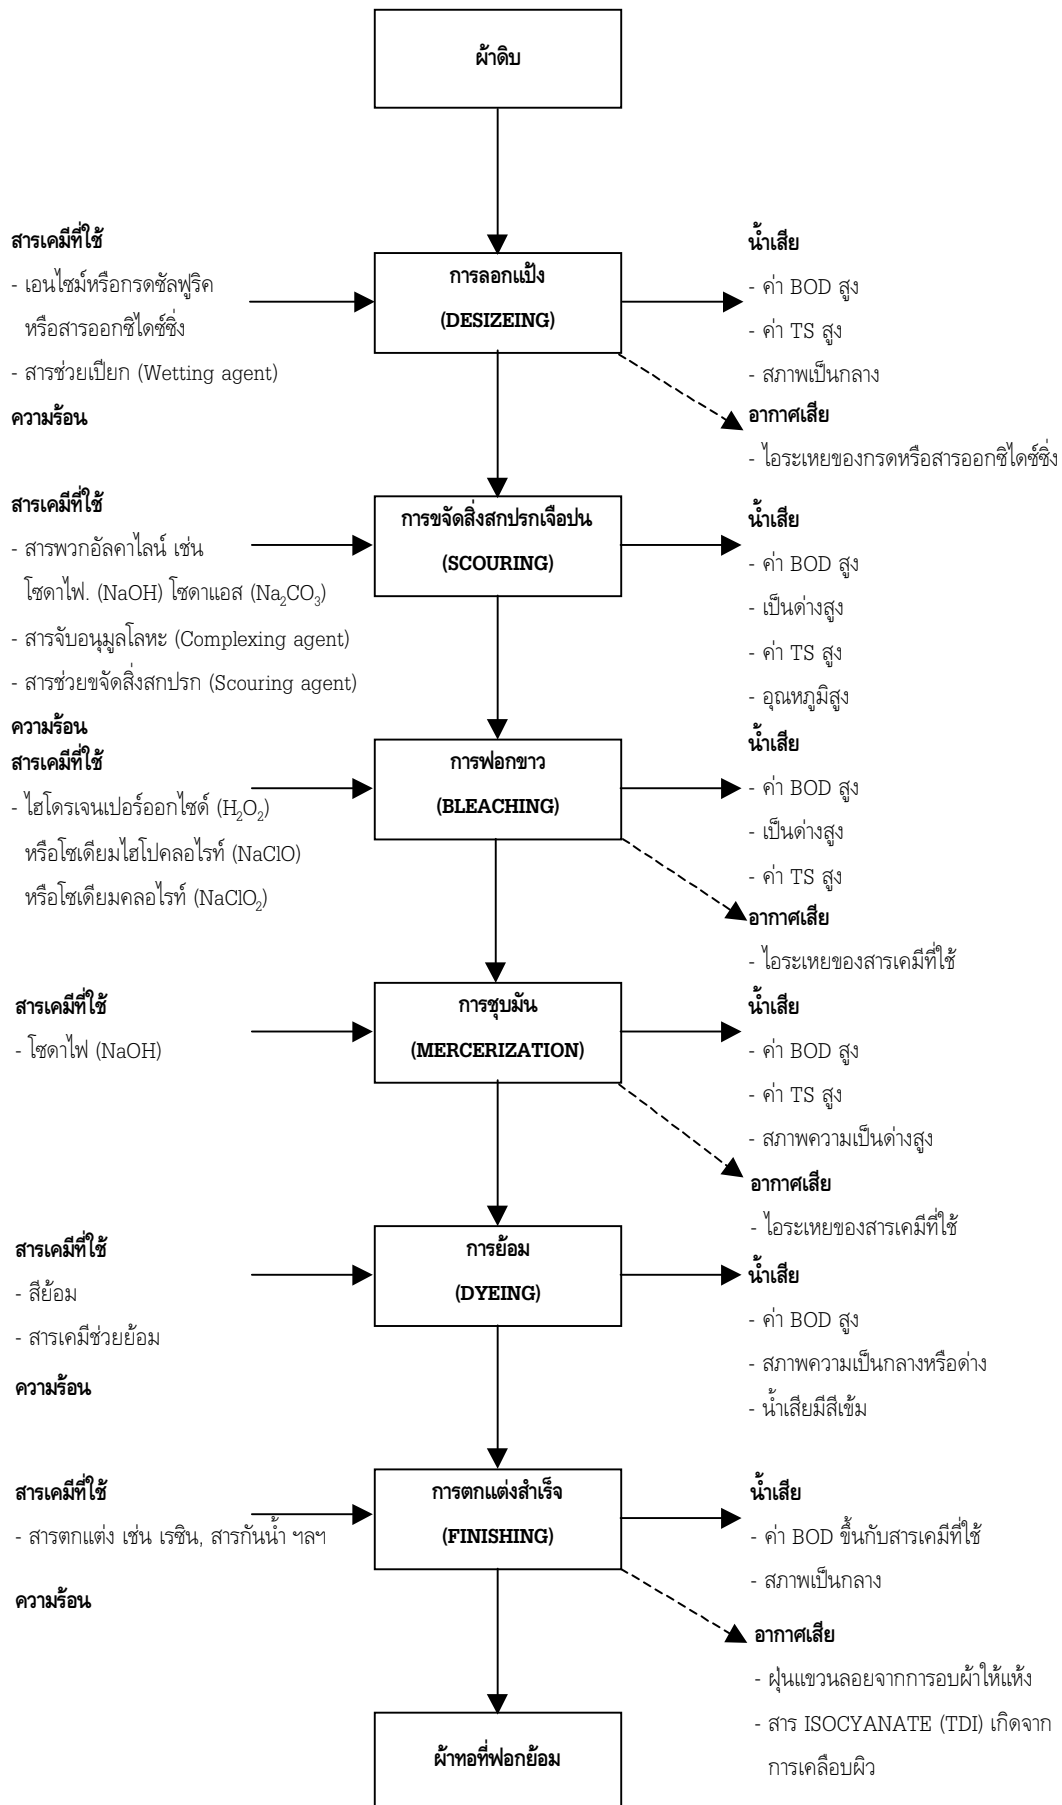 ผ้าดิบ
สารเคมีที่ใช้
- เอนไซม์หรือกรดซัลฟูริค
หรือสารออกซิไดซ์ซิ่ง
- สารช่วยเปียก (Wetting agent)
ความร้อน
การลอกแป้ง
(DESIZEING)
น้ำเสีย
- ค่า BOD สูง
- ค่า TS สูง
- สภาพเป็นกลาง
อากาศเสีย
- ไอระเหยของกรดหรือสารออกซิไดซ์ซิ่ง
สารเคมีที่ใช้
- สารพวกอัลคาไลน์ เช่น
โซดาไฟ. (NaOH) โซดาแอส (Na₂CO₃)
- สารจับอนุมูลโลหะ (Complexing agent)
- สารช่วยขจัดสิ่งสกปรก (Scouring agent)
ความร้อน
การขจัดสิ่งสกปรกเจือปน
(SCOURING)
น้ำเสีย
- ค่า BOD สูง
- เป็นด่างสูง
- ค่า TS สูง
- อุณหภูมิสูง
สารเคมีที่ใช้
- ไฮโดรเจนเปอร์ออกไซด์ (H₂O₂)
หรือโซเดียมไฮโปคลอไรท์ (NaClO)
หรือโซเดียมคลอไรท์ (NaClO₂)
การฟอกขาว
(BLEACHING)
น้ำเสีย
- ค่า BOD สูง
- เป็นด่างสูง
- ค่า TS สูง
อากาศเสีย
- ไอระเหยของสารเคมีที่ใช้
สารเคมีที่ใช้
- โซดาไฟ (NaOH)
การชุบมัน
(MERCERIZATION)
น้ำเสีย
- ค่า BOD สูง
- ค่า TS สูง
- สภาพความเป็นด่างสูง
อากาศเสีย
- ไอระเหยของสารเคมีที่ใช้
สารเคมีที่ใช้
- สีย้อม
- สารเคมีช่วยย้อม
ความร้อน
การย้อม
(DYEING)
น้ำเสีย
- ค่า BOD สูง
- สภาพความเป็นกลางหรือด่าง
- น้ำเสียมีสีเข้ม
สารเคมีที่ใช้
- สารตกแต่ง เช่น เรซิน, สารกันน้ำ ฯลฯ
ความร้อน
การตกแต่งสำเร็จ
(FINISHING)
น้ำเสีย
- ค่า BOD ขึ้นกับสารเคมีที่ใช้
- สภาพเป็นกลาง
อากาศเสีย
- ฝุ่นแขวนลอยจากการอบผ้าให้แห้ง
- สาร ISOCYANATE (TDI) เกิดจาก
การเคลือบผิว
ผ้าทอที่ฟอกย้อม